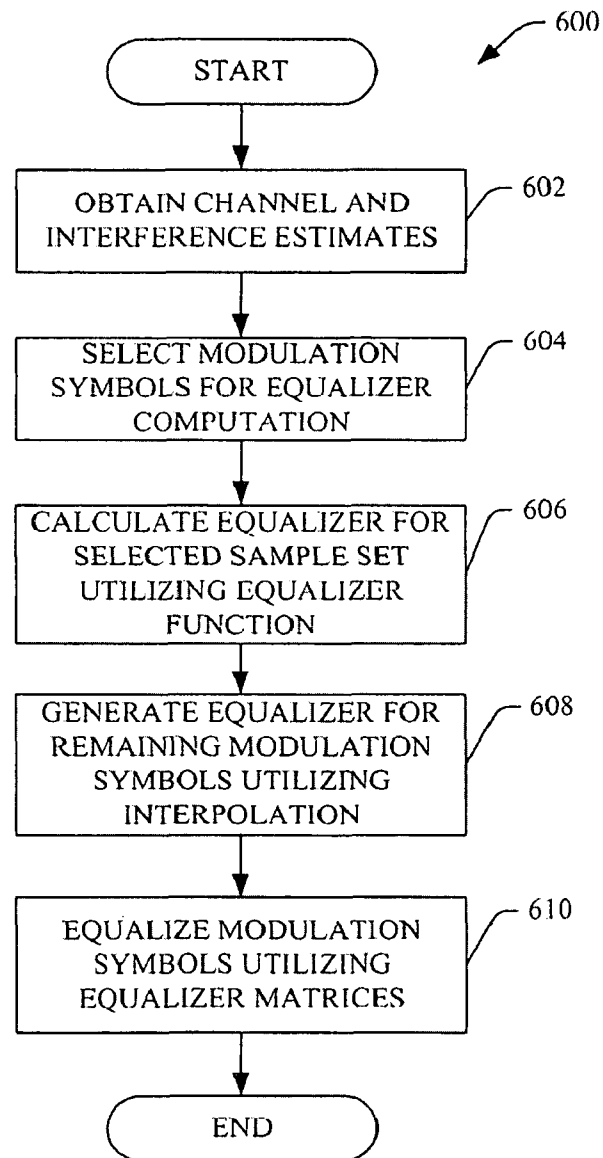 600
START
602
OBTAIN CHANNEL AND
INTERFERENCE ESTIMATES
604
SELECT MODULATION
SYMBOLS FOR EQUALIZER
COMPUTATION
606
CALCULATE EQUALIZER FOR
SELECTED SAMPLE SET
UTILIZING EQUALIZER
FUNCTION
608
GENERATE EQUALIZER FOR
REMAINING MODULATION
SYMBOLS UTILIZING
INTERPOLATION
610
EQUALIZE MODULATION
SYMBOLS UTILIZING
EQUALIZER MATRICES
END